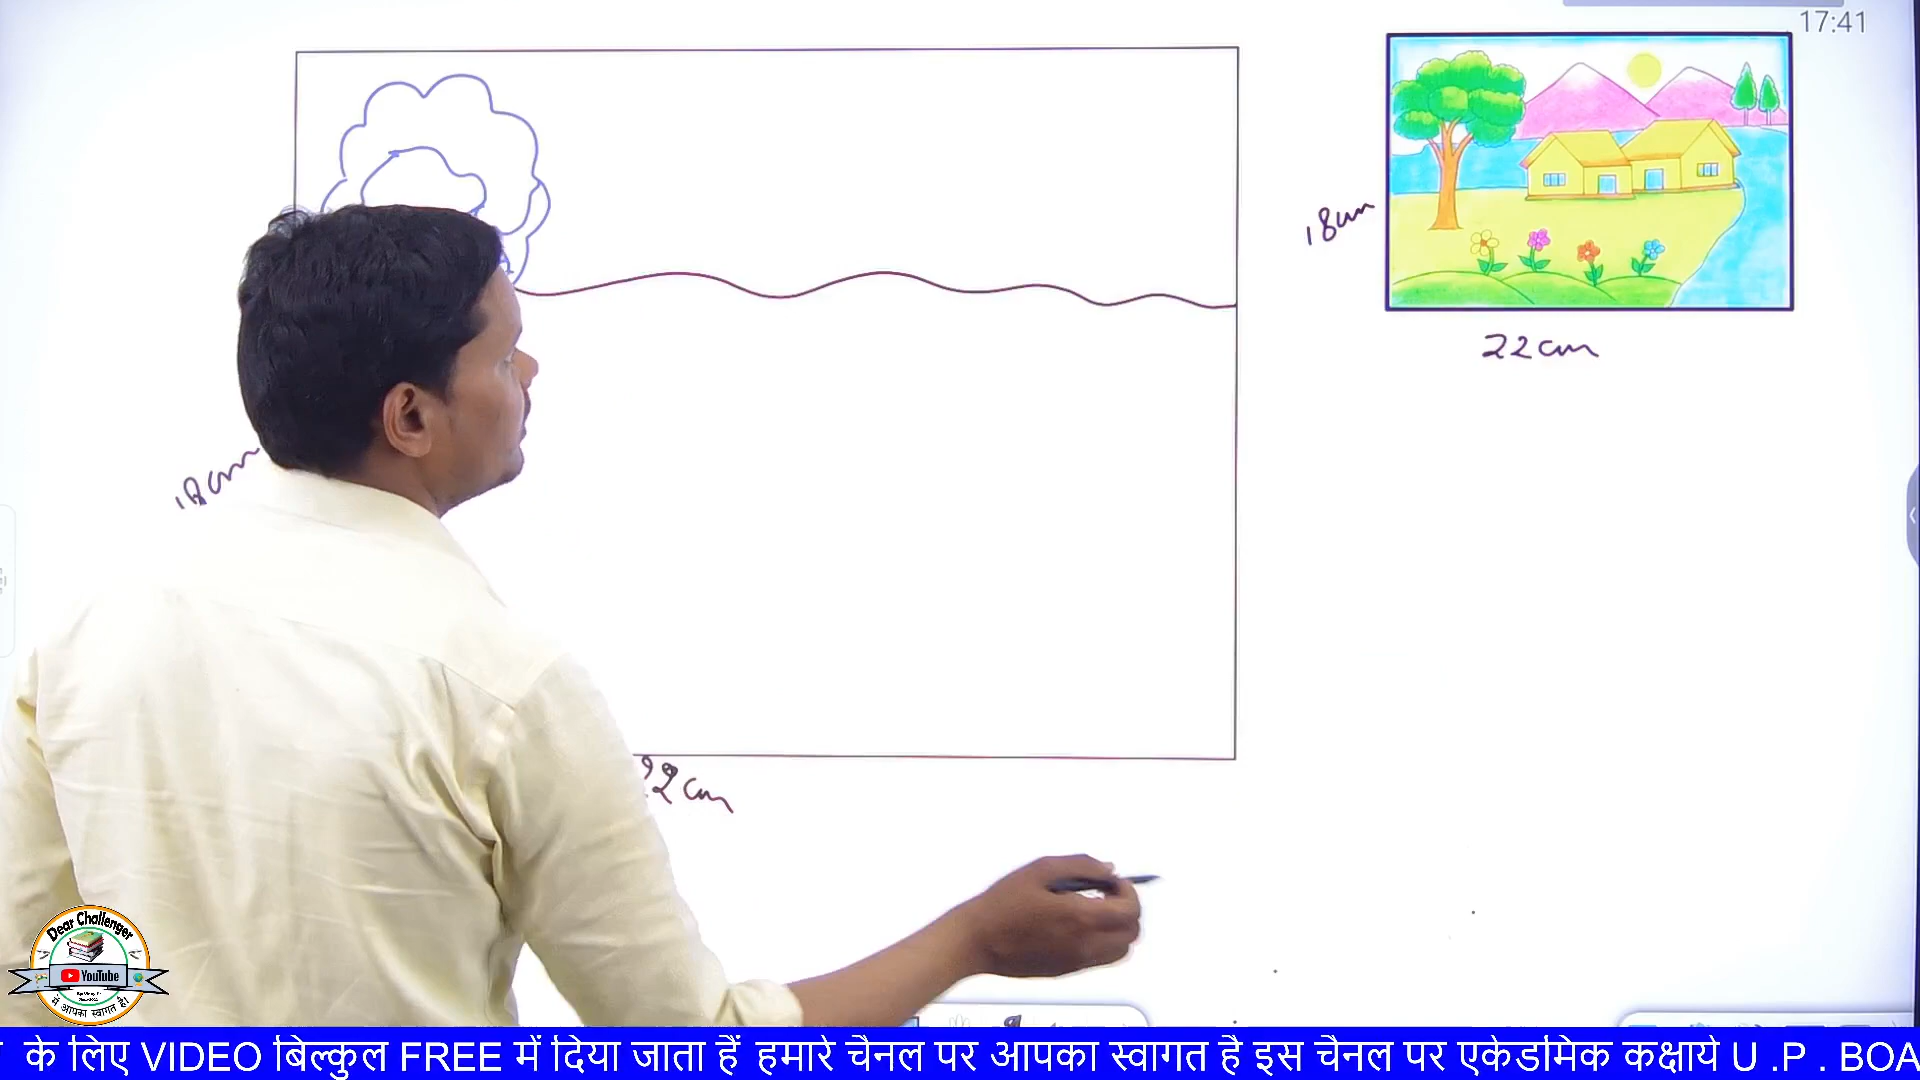 17:41
18cm
22cm
18cm
22cm
Dear Challenger
YouTube
में आपका स्वागत है।
के लिए VIDEO बिल्कुल FREE में दिया जाता हैं हमारे चैनल पर आपका स्वागत है इस चैनल पर एकेडमिक कक्षाये U .P . BOA